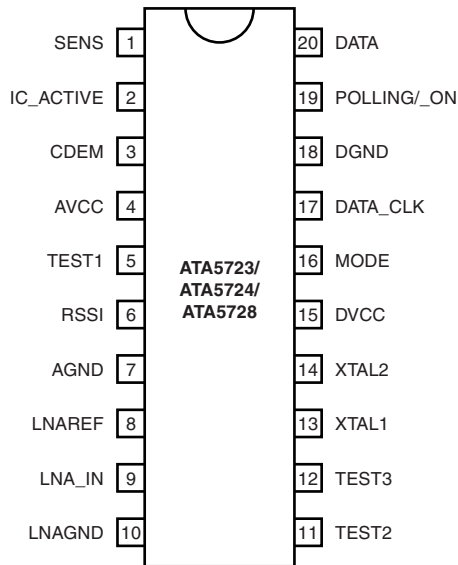 SENS 1 20 DATA
IC_ACTIVE 2 19 POLLING/_ON
CDEM 3 18 DGND
AVCC 4 17 DATA_CLK
TEST1 5 16 MODE
ATA5723/
ATA5724/
ATA5728
RSSI 6 15 DVCC
AGND 7 14 XTAL2
LNAREF 8 13 XTAL1
LNA_IN 9 12 TEST3
LNAGND 10 11 TEST2